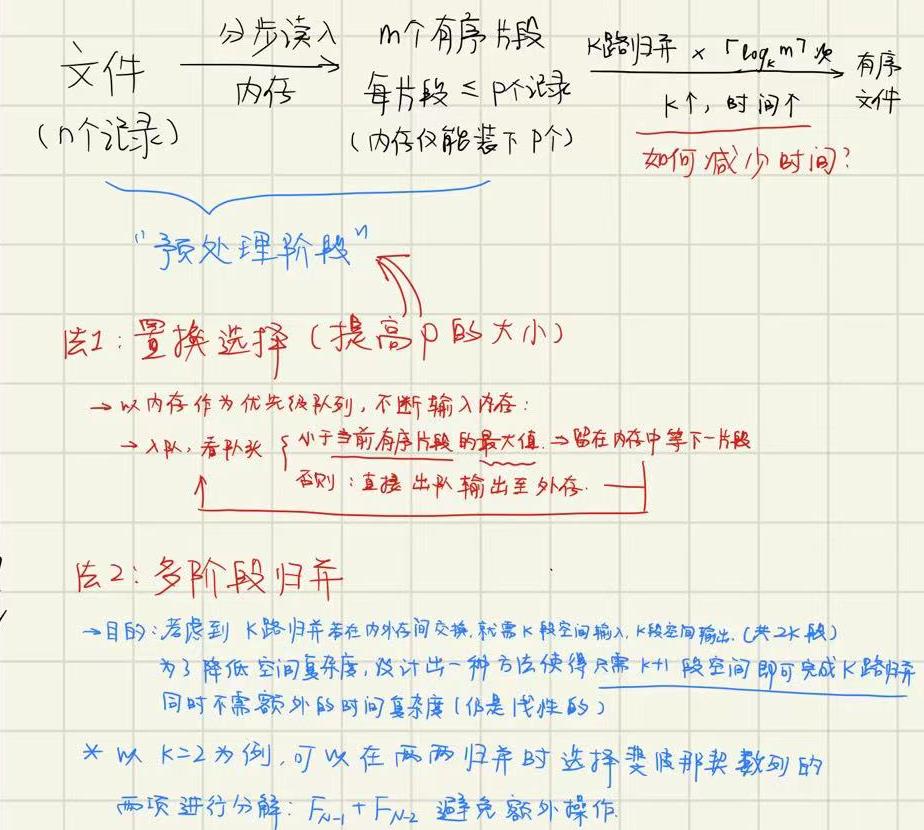 文件
(n个记录)
分步读入
内存
m个有序片段
每片段≤P个记录
(内存仅能装下P个)
K路归并 × ⌈log_k m⌉次
K↑, 时间↑
有序
文件
如何减少时间?
"预处理阶段"
法1: 置换选择 (提高P的大小)
→ 以内存作为优先级队列, 不断输入内存:
→ 入队, 看队头 { 小于当前有序片段的最大值 → 留在内存中等下一片段
否则: 直接出队输出至外存.
法2: 多阶段归并
→目的: 考虑到 K路归并若在内外存间交换, 就需K段空间输入, K段空间输出. (共2K段)
为了降低空间复杂度, 设计出一种方法使得只需 K+1 段空间即可完成K路归并
同时不需额外的时间复杂度 (仍是线性的)
* 以 K=2 为例, 可以在两两归并时选择斐波那契数列的
两项进行分解: F_{N-1} + F_{N-2} 避免额外操作.